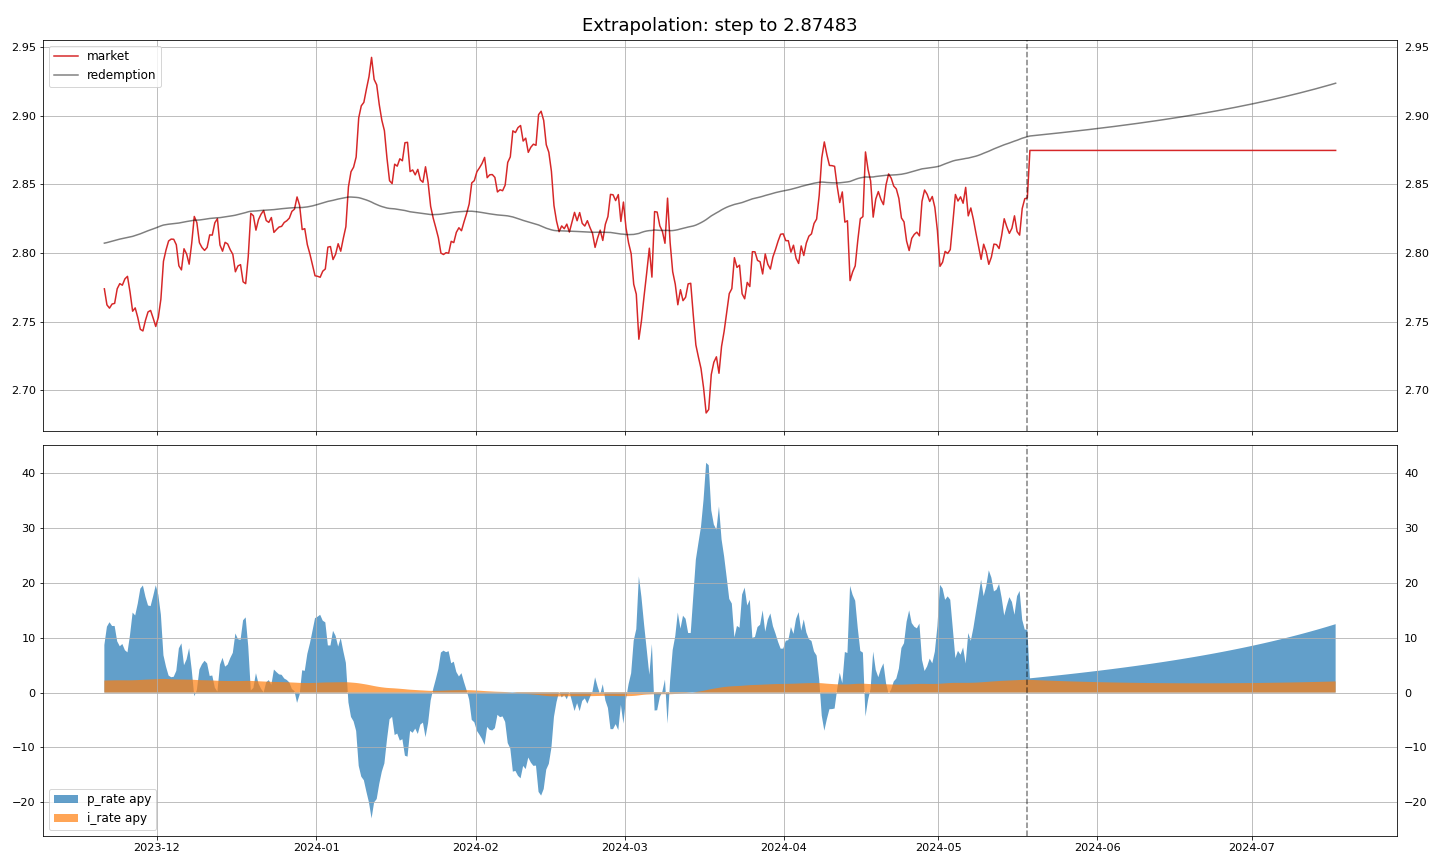 Extrapolation: step to 2.87483
market
redemption
2.95 2.95
2.90 2.90
2.85 2.85
2.80 2.80
2.75 2.75
2.70 2.70
40 40
30 30
20 20
10 10
0 0
−10 −10
−20 −20
p_rate apy
i_rate apy
2023-12 2024-01 2024-02 2024-03 2024-04 2024-05 2024-06 2024-07